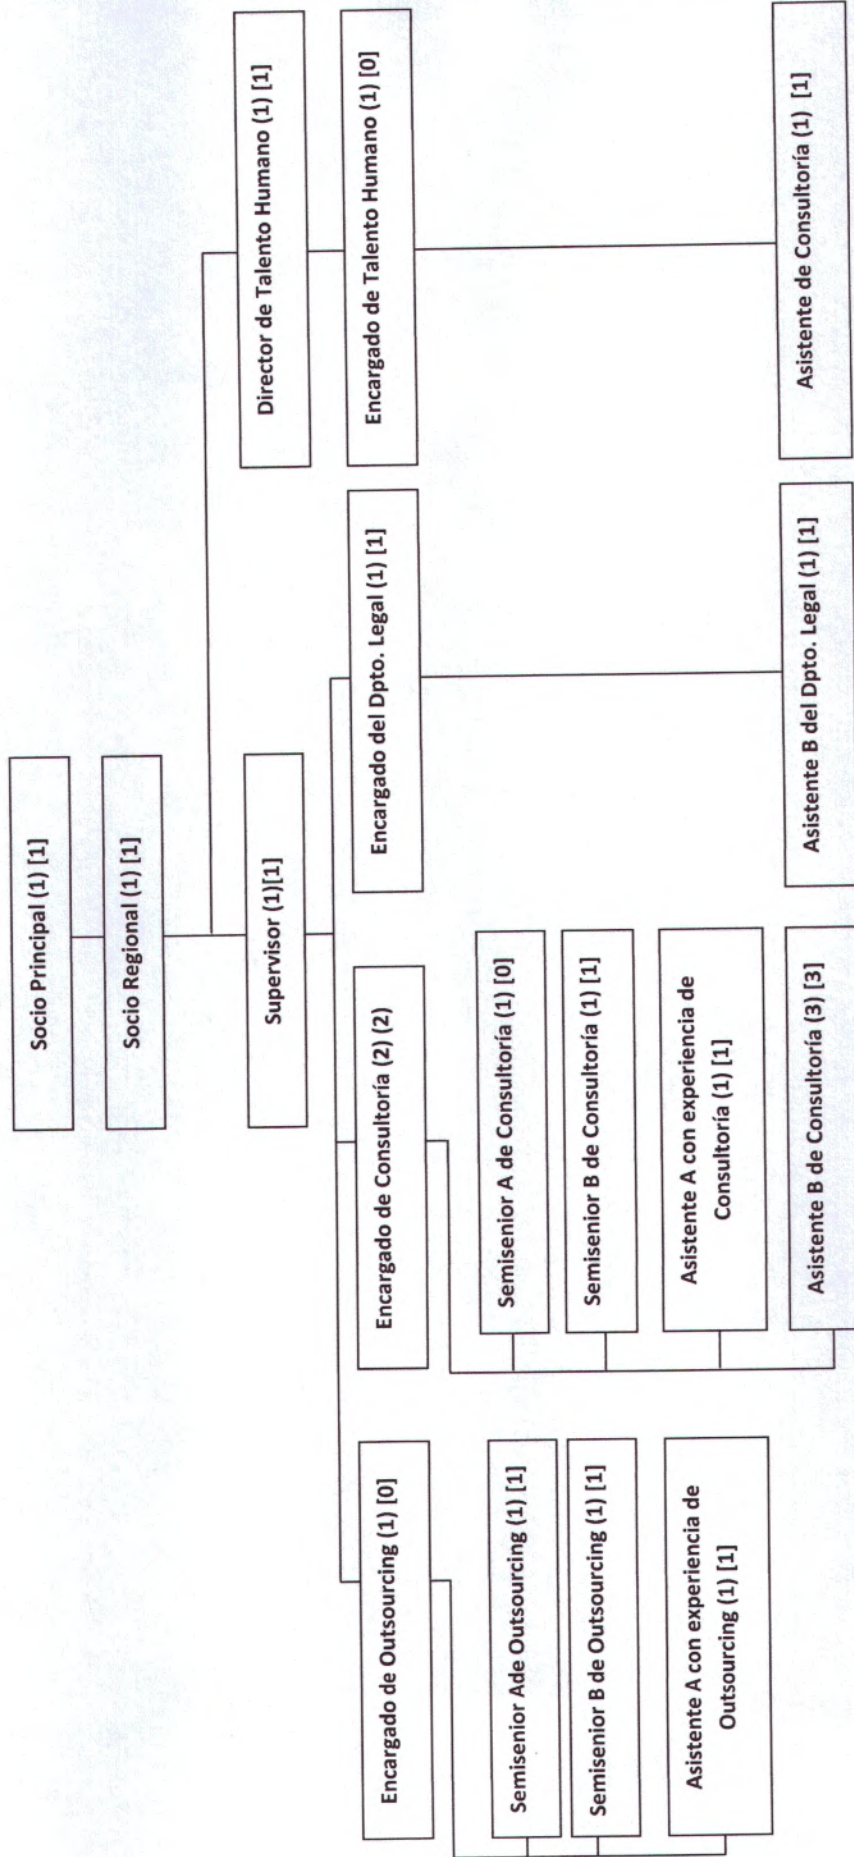 Socio Principal (1) [1]
Socio Regional (1) [1]
Director de Talento Humano (1) [1]
Supervisor (1)[1]
Encargado de Outsourcing (1) [0]
Encargado de Consultoría (2) (2)
Encargado del Dpto. Legal (1) [1]
Encargado de Talento Humano (1) [0]
Semisenior Ade Outsourcing (1) [1]
Semisenior A de Consultoría (1) [0]
Semisenior B de Outsourcing (1) [1]
Semisenior B de Consultoría (1) [1]
Asistente A con experiencia de
Outsourcing (1) [1]
Asistente A con experiencia de
Consultoría (1) [1]
Asistente B de Consultoría (3) [3]
Asistente B del Dpto. Legal (1) [1]
Asistente de Consultoría (1) [1]